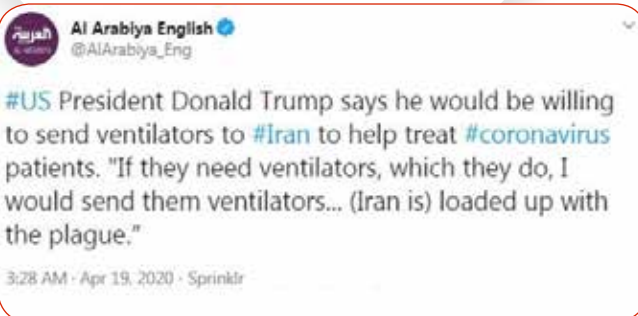 العربية
Al Arabiya English
@AlArabiya_Eng
#US President Donald Trump says he would be willing
to send ventilators to #Iran to help treat #coronavirus
patients. "If they need ventilators, which they do, I
would send them ventilators... (Iran is) loaded up with
the plague."
3:28 AM · Apr 19, 2020 · Sprinklr